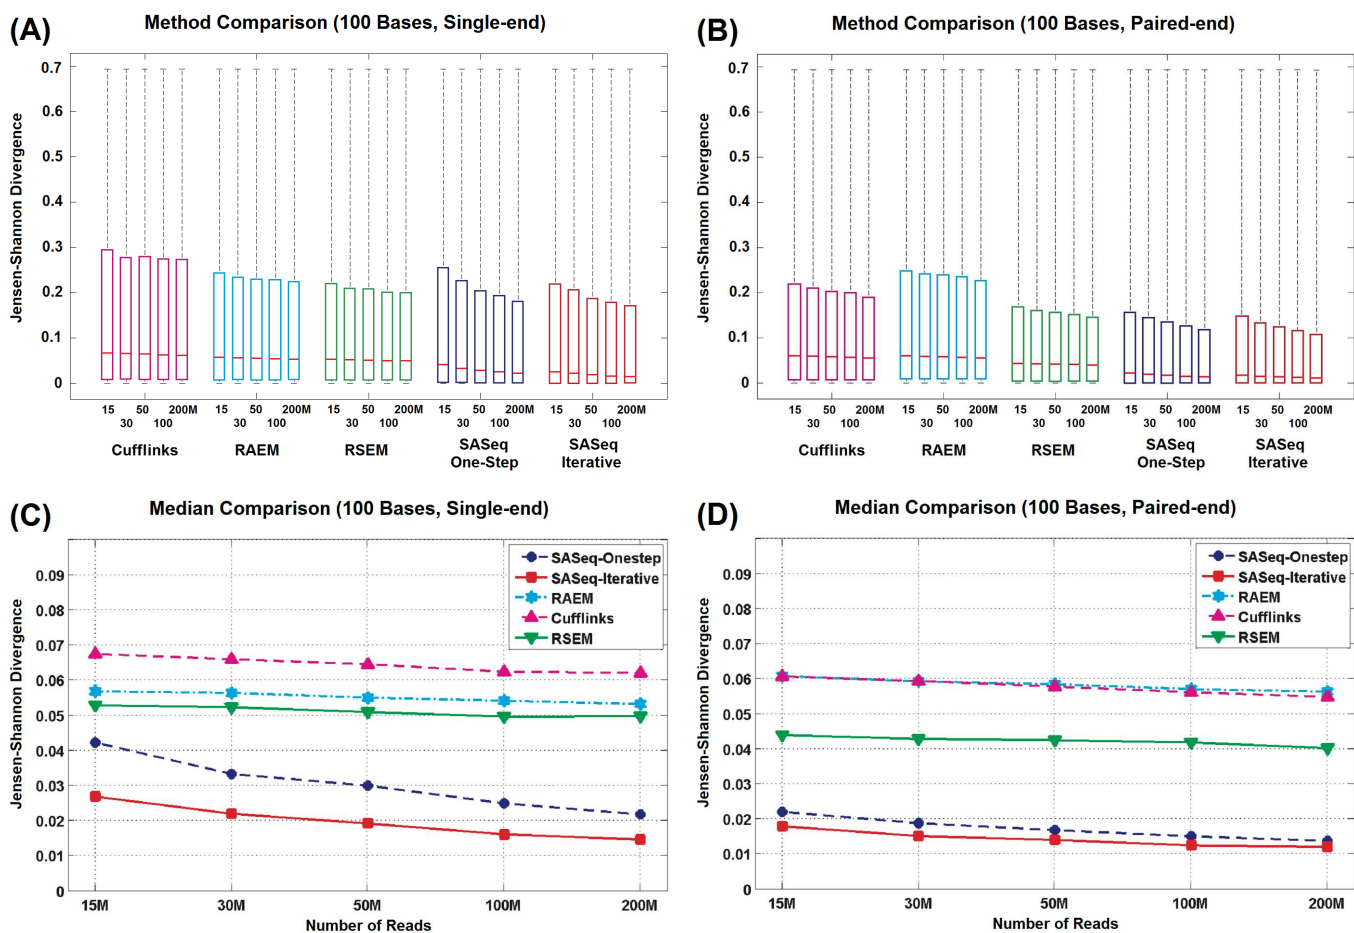 (A)
Method Comparison (100 Bases, Single-end)
Jensen-Shannon Divergence
0.7
0.6
0.5
0.4
0.3
0.2
0.1
0
15 50 200M 15 50 200M 15 50 200M 15 50 200M 15 50 200M
30 100 30 100 30 100 30 100 30 100
Cufflinks RAEM RSEM SASeq SASeq
One-Step Iterative
(B)
Method Comparison (100 Bases, Paired-end)
Jensen-Shannon Divergence
0.7
0.6
0.5
0.4
0.3
0.2
0.1
0
15 50 200M 15 50 200M 15 50 200M 15 50 200M 15 50 200M
30 100 30 100 30 100 30 100 30 100
Cufflinks RAEM RSEM SASeq SASeq
One-Step Iterative
(C)
Median Comparison (100 Bases, Single-end)
Jensen-Shannon Divergence
0.09
0.08
0.07
0.06
0.05
0.04
0.03
0.02
0.01
0
SASeq-Onestep
SASeq-Iterative
RAEM
Cufflinks
RSEM
15M 30M 50M 100M 200M
Number of Reads
(D)
Median Comparison (100 Bases, Paired-end)
Jensen-Shannon Divergence
0.09
0.08
0.07
0.06
0.05
0.04
0.03
0.02
0.01
0
SASeq-Onestep
SASeq-Iterative
RAEM
Cufflinks
RSEM
15M 30M 50M 100M 200M
Number of Reads